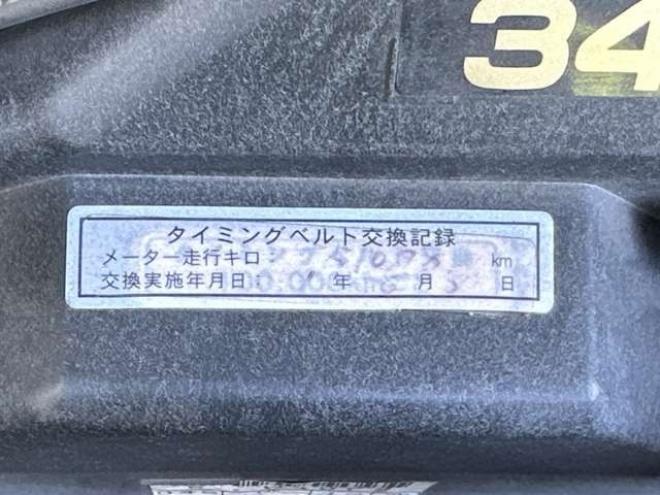 34
タイミングベルト交換記録
メーター走行キロ: km
交換実施年月日: 年 月 日